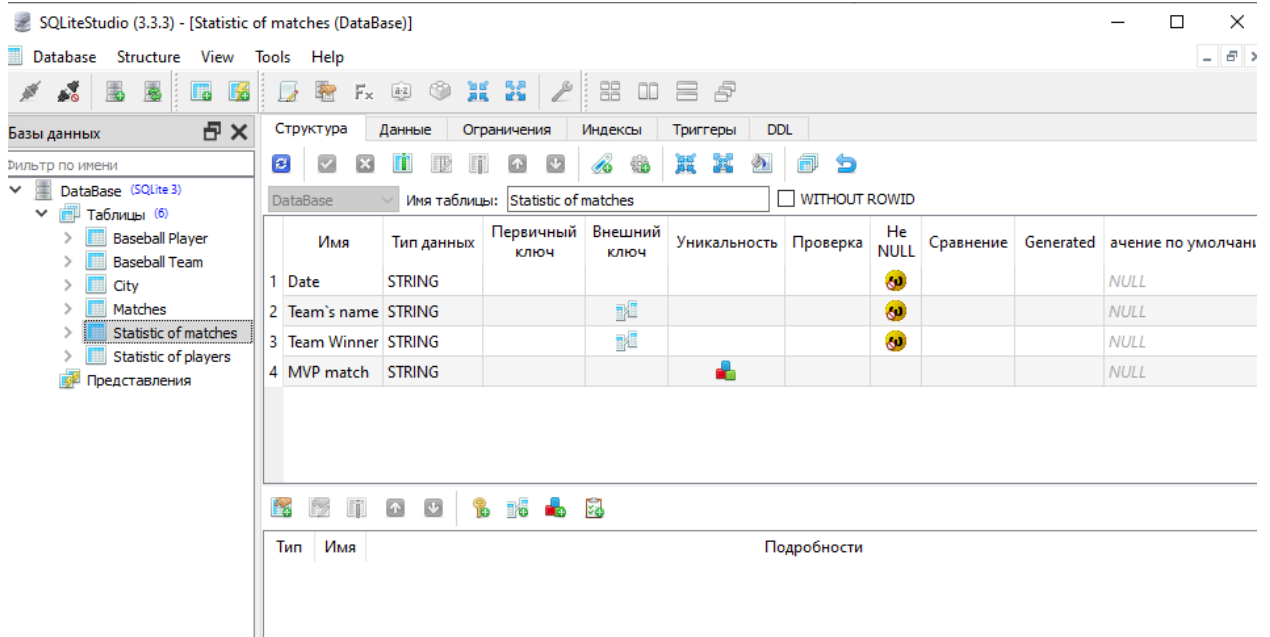 SQLiteStudio (3.3.3) - [Statistic of matches (DataBase)]
Database Structure View Tools Help
Базы данных
Фильтр по имени
DataBase (SQLite 3)
Таблицы (6)
Baseball Player
Baseball Team
City
Matches
Statistic of matches
Statistic of players
Представления
Структура Данные Ограничения Индексы Триггеры DDL
DataBase Имя таблицы: Statistic of matches WITHOUT ROWID
Имя Тип данных Первичный ключ Внешний ключ Уникальность Проверка Не NULL Сравнение Generated ачение по умолчани
1 Date STRING NULL
2 Team`s name STRING NULL
3 Team Winner STRING NULL
4 MVP match STRING NULL
Тип Имя Подробности